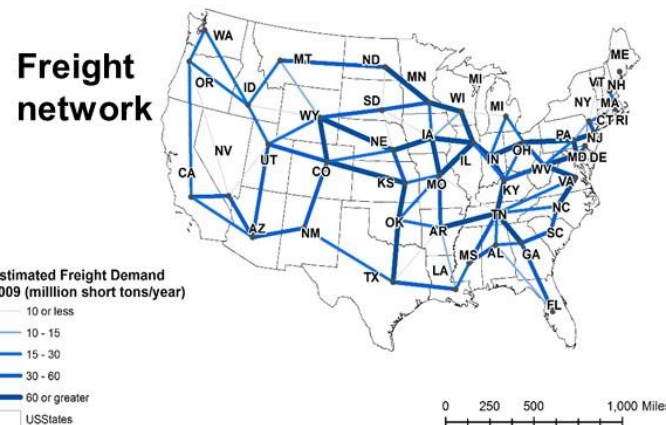 Freight
network
WA
MT
ND
MN
ME
OR
ID
MI
VT NH
WI
MI
NY
MA
SD
CT RI
WY
IA
PA
NJ
NE
OH
NV
IL
IN
MD DE
UT
WV
CO
VA
CA
KS
MO
KY
NC
OK
TN
AZ
NM
AR
SC
MS
AL
GA
LA
TX
FL
stimated Freight Demand
009 (milllion short tons/year)
10 or less
10 - 15
15 - 30
30 - 60
60 or greater
USStates
0 250 500 1,000 Miles